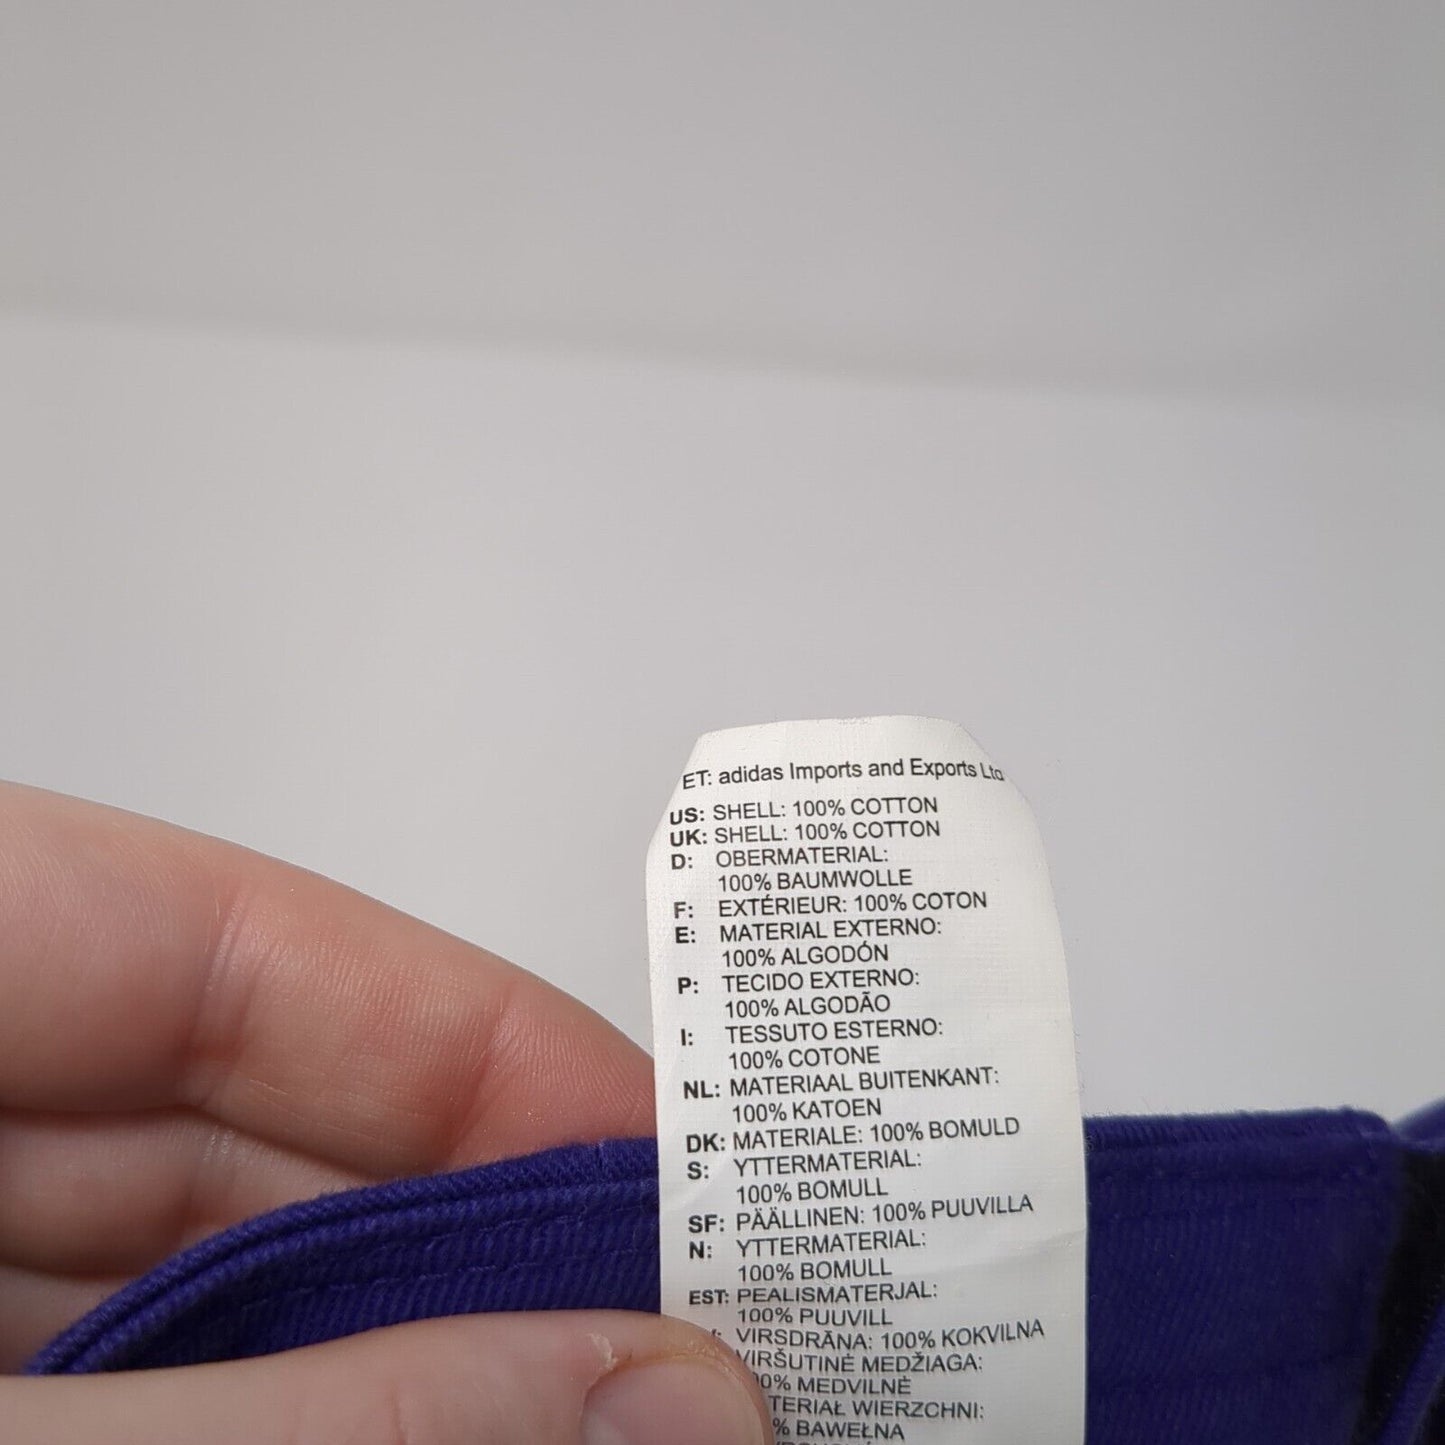 ET: adidas Imports and Exports Ltd
US: SHELL: 100% COTTON
UK: SHELL: 100% COTTON
D: OBERMATERIAL:
100% BAUMWOLLE
F: EXTÉRIEUR: 100% COTON
E: MATERIAL EXTERNO:
100% ALGODÓN
P: TECIDO EXTERNO:
100% ALGODÃO
I: TESSUTO ESTERNO:
100% COTONE
NL: MATERIAAL BUITENKANT:
100% KATOEN
DK: MATERIALE: 100% BOMULD
S: YTTERMATERIAL:
100% BOMULL
SF: PÄÄLLINEN: 100% PUUVILLA
N: YTTERMATERIAL:
100% BOMULL
EST: PEALISMATERJAL:
100% PUUVILL
VIRSDRĀNA: 100% KOKVILNA
VIRŠUTINĖ MEDŽIAGA:
00% MEDVILNĖ
TERIAŁ WIERZCHNI:
% BAWEŁNA